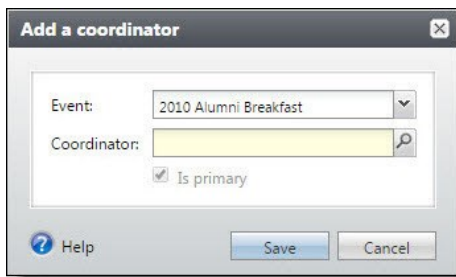 Add a coordinator
Event: 2010 Alumni Breakfast
Coordinator:
Is primary
Help Save Cancel